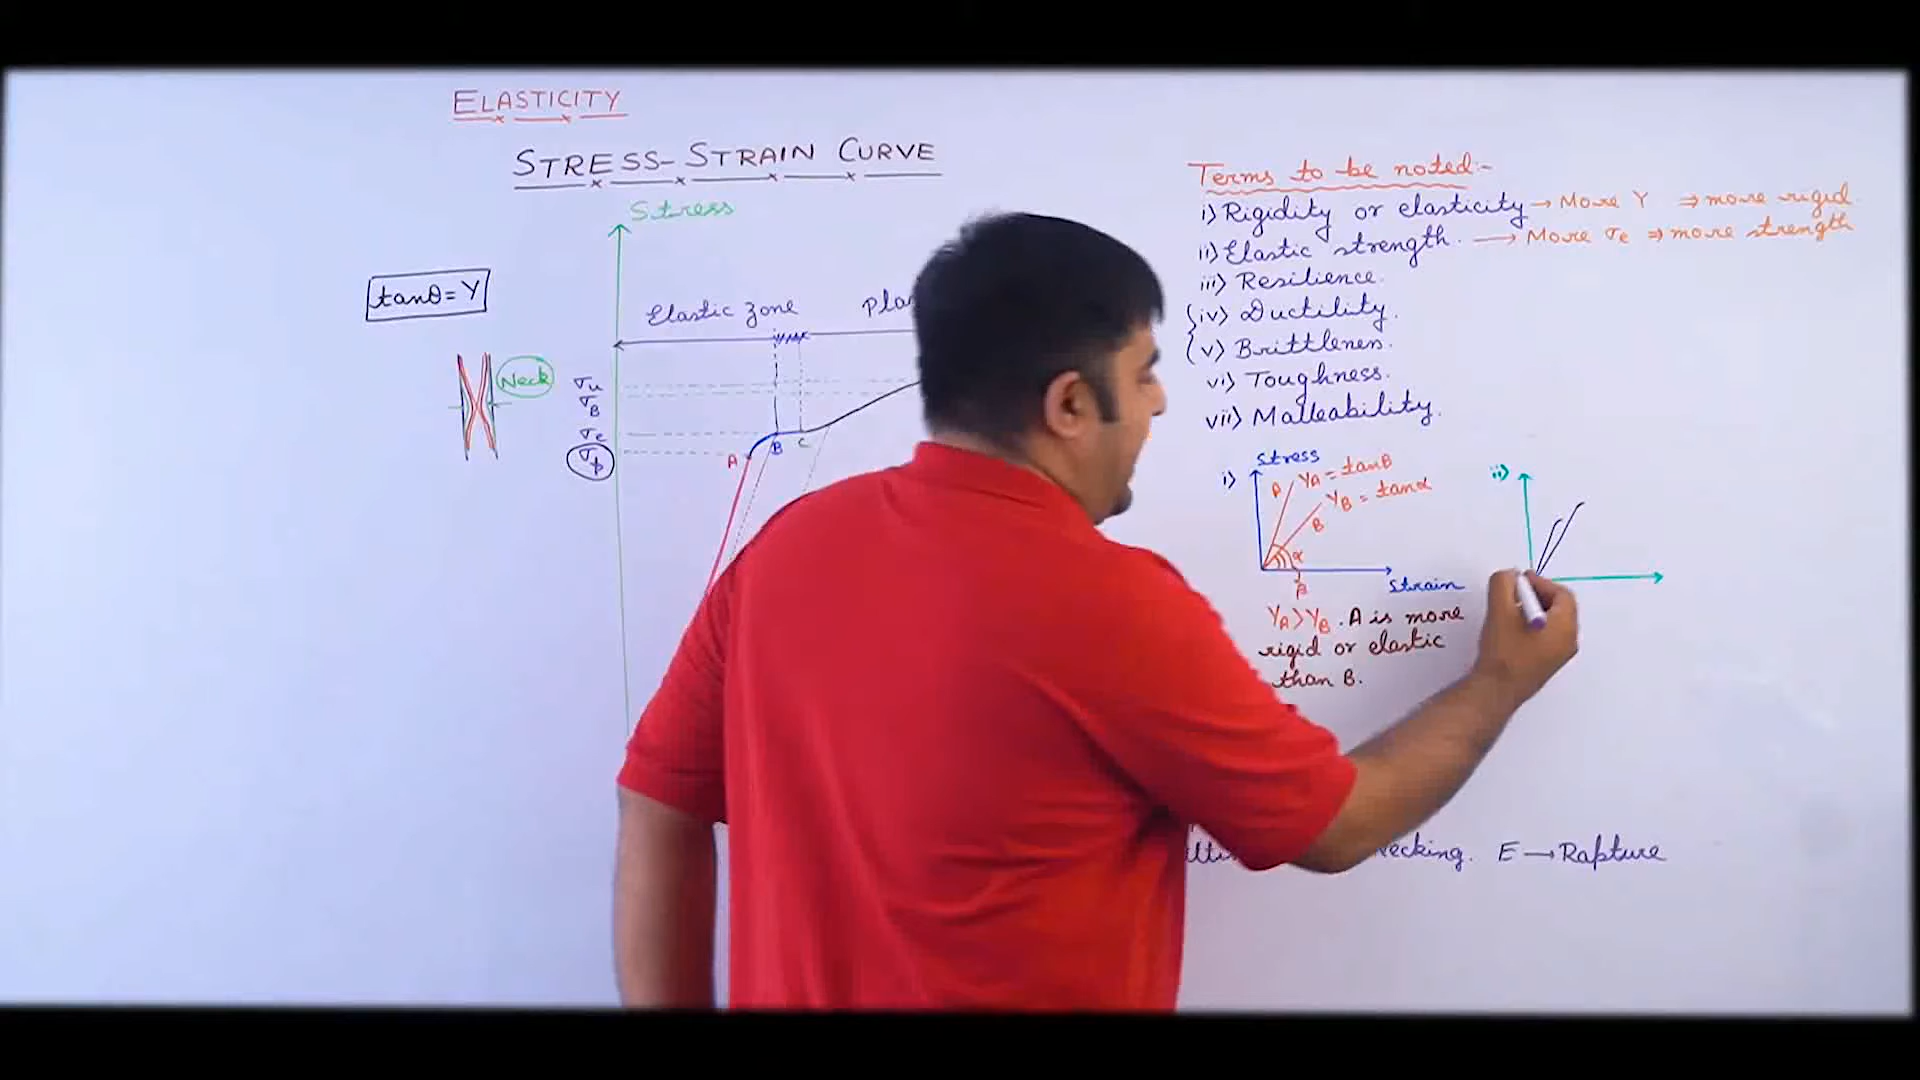 ELASTICITY
STRESS-STRAIN CURVE
Stress
tanθ=Y
Elastic zone
Neck
σu
σB
σe
σp
A
B
C
Terms to be noted:-
i) Rigidity or elasticity → More Y ⇒ more rigid
ii) Elastic strength. → More σe ⇒ more strength
iii) Resilience.
iv) Ductility.
v) Brittleness.
vi) Toughness.
vii) Malleability.
i)
Stress
A YA = tanβ
YB = tanα
B
α
β
Strain
YA>YB. A is more
rigid or elastic
than B.
ii)
Necking. E → Rapture